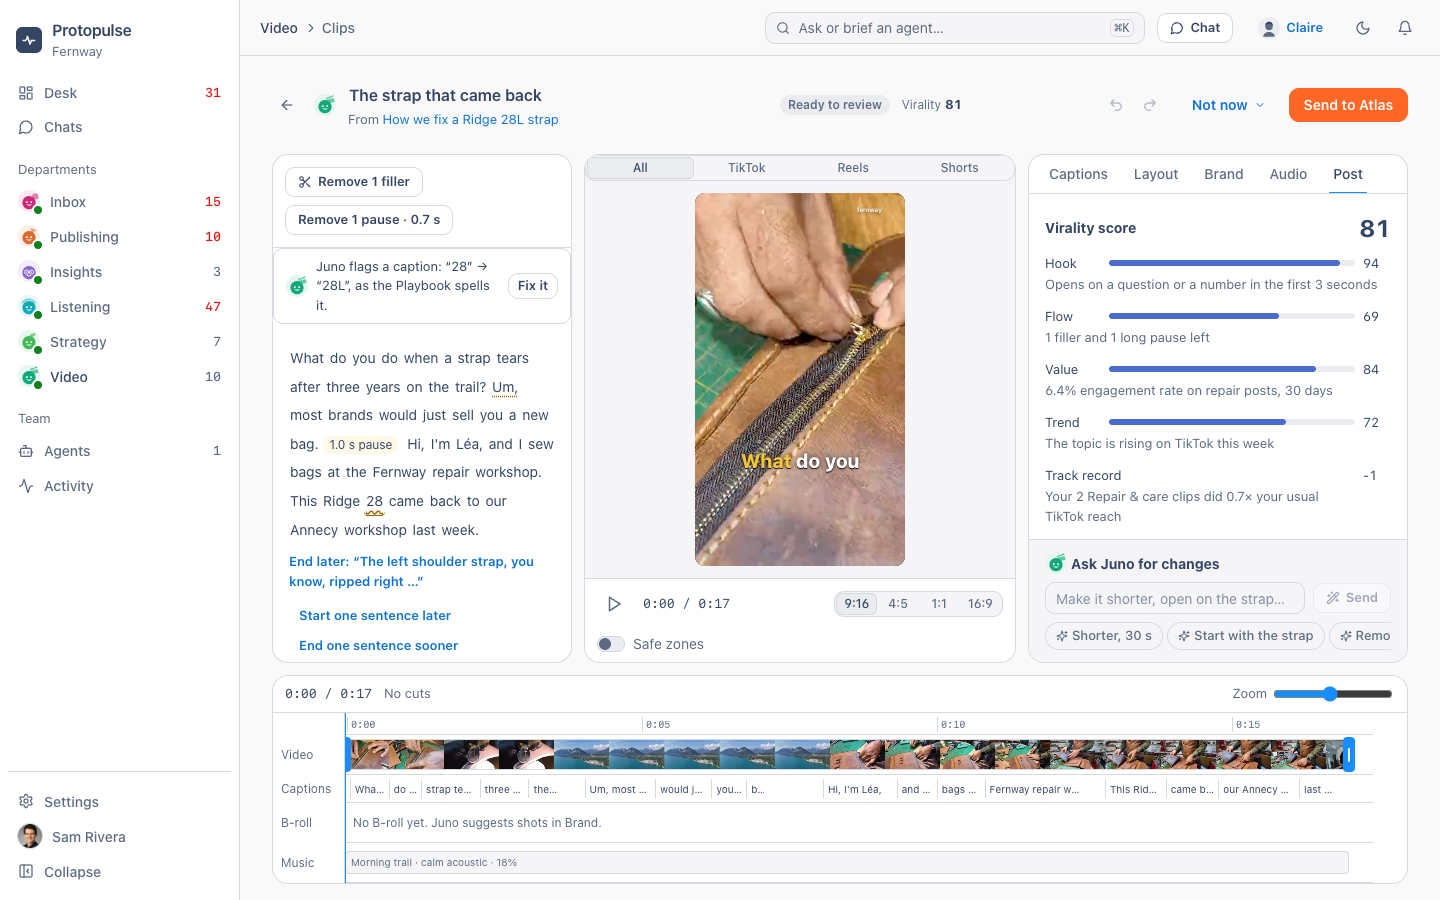 Protopulse
Fernway
Desk 31
Chats
Departments
Inbox 15
Publishing 10
Insights 3
Listening 47
Strategy 7
Video 10
Team
Agents 1
Activity
Settings
Sam Rivera
Collapse
Video > Clips
Ask or brief an agent... ⌘K
Chat
Claire
The strap that came back
From How we fix a Ridge 28L strap
Ready to review
Virality 81
Not now
Send to Atlas
Remove 1 filler
Remove 1 pause · 0.7 s
Juno flags a caption: “28” →
“28L”, as the Playbook spells
it.
Fix it
What do you do when a strap tears
after three years on the trail? Um,
most brands would just sell you a new
bag. 1.0 s pause Hi, I'm Léa, and I sew
bags at the Fernway repair workshop.
This Ridge 28 came back to our
Annecy workshop last week.
End later: “The left shoulder strap, you
know, ripped right ...”
Start one sentence later
End one sentence sooner
All TikTok Reels Shorts
fernway
What do you
0:00 / 0:17
9:16 4:5 1:1 16:9
Safe zones
Captions Layout Brand Audio Post
Virality score 81
Hook 94
Opens on a question or a number in the first 3 seconds
Flow 69
1 filler and 1 long pause left
Value 84
6.4% engagement rate on repair posts, 30 days
Trend 72
The topic is rising on TikTok this week
Track record -1
Your 2 Repair & care clips did 0.7× your usual
TikTok reach
Ask Juno for changes
Make it shorter, open on the strap...
Send
Shorter, 30 s
Start with the strap
Remo
0:00 / 0:17 No cuts
Zoom
0:00 0:05 0:10 0:15
Video
Captions
Wha... do ... strap te... three ... the... Um, most ... would j... you... b... Hi, I'm Léa, and ... bags ... Fernway repair w... This Rid... came b... our Annecy ... last ...
B-roll
No B-roll yet. Juno suggests shots in Brand.
Music
Morning trail · calm acoustic · 18%